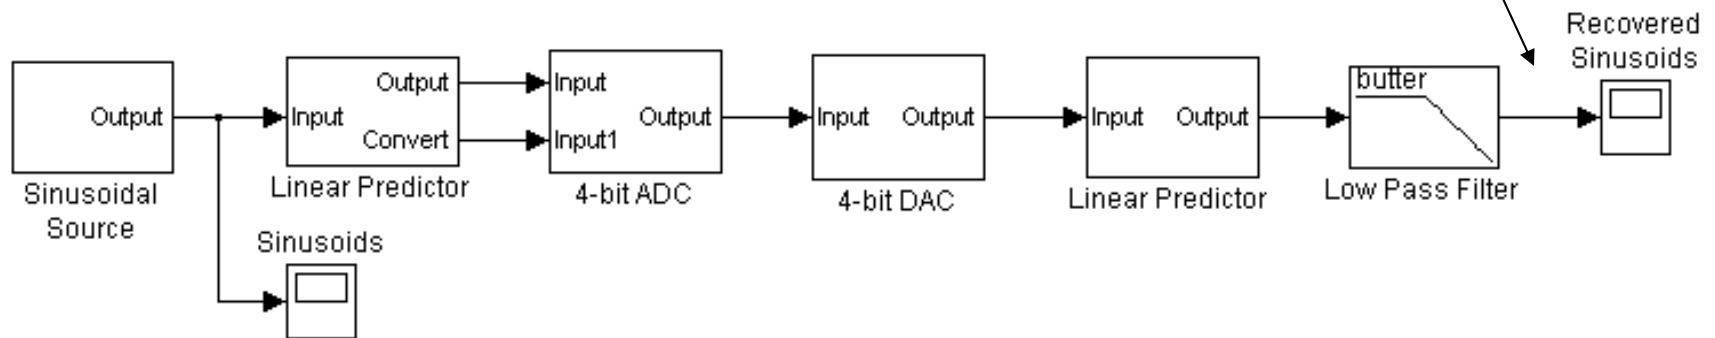 Recovered
Sinusoids
butter
Output
Input
Output
Convert
Input
Input1
Output
Input
Output
Input
Output
Sinusoidal
Source
Linear Predictor
4-bit ADC
4-bit DAC
Linear Predictor
Low Pass Filter
Sinusoids